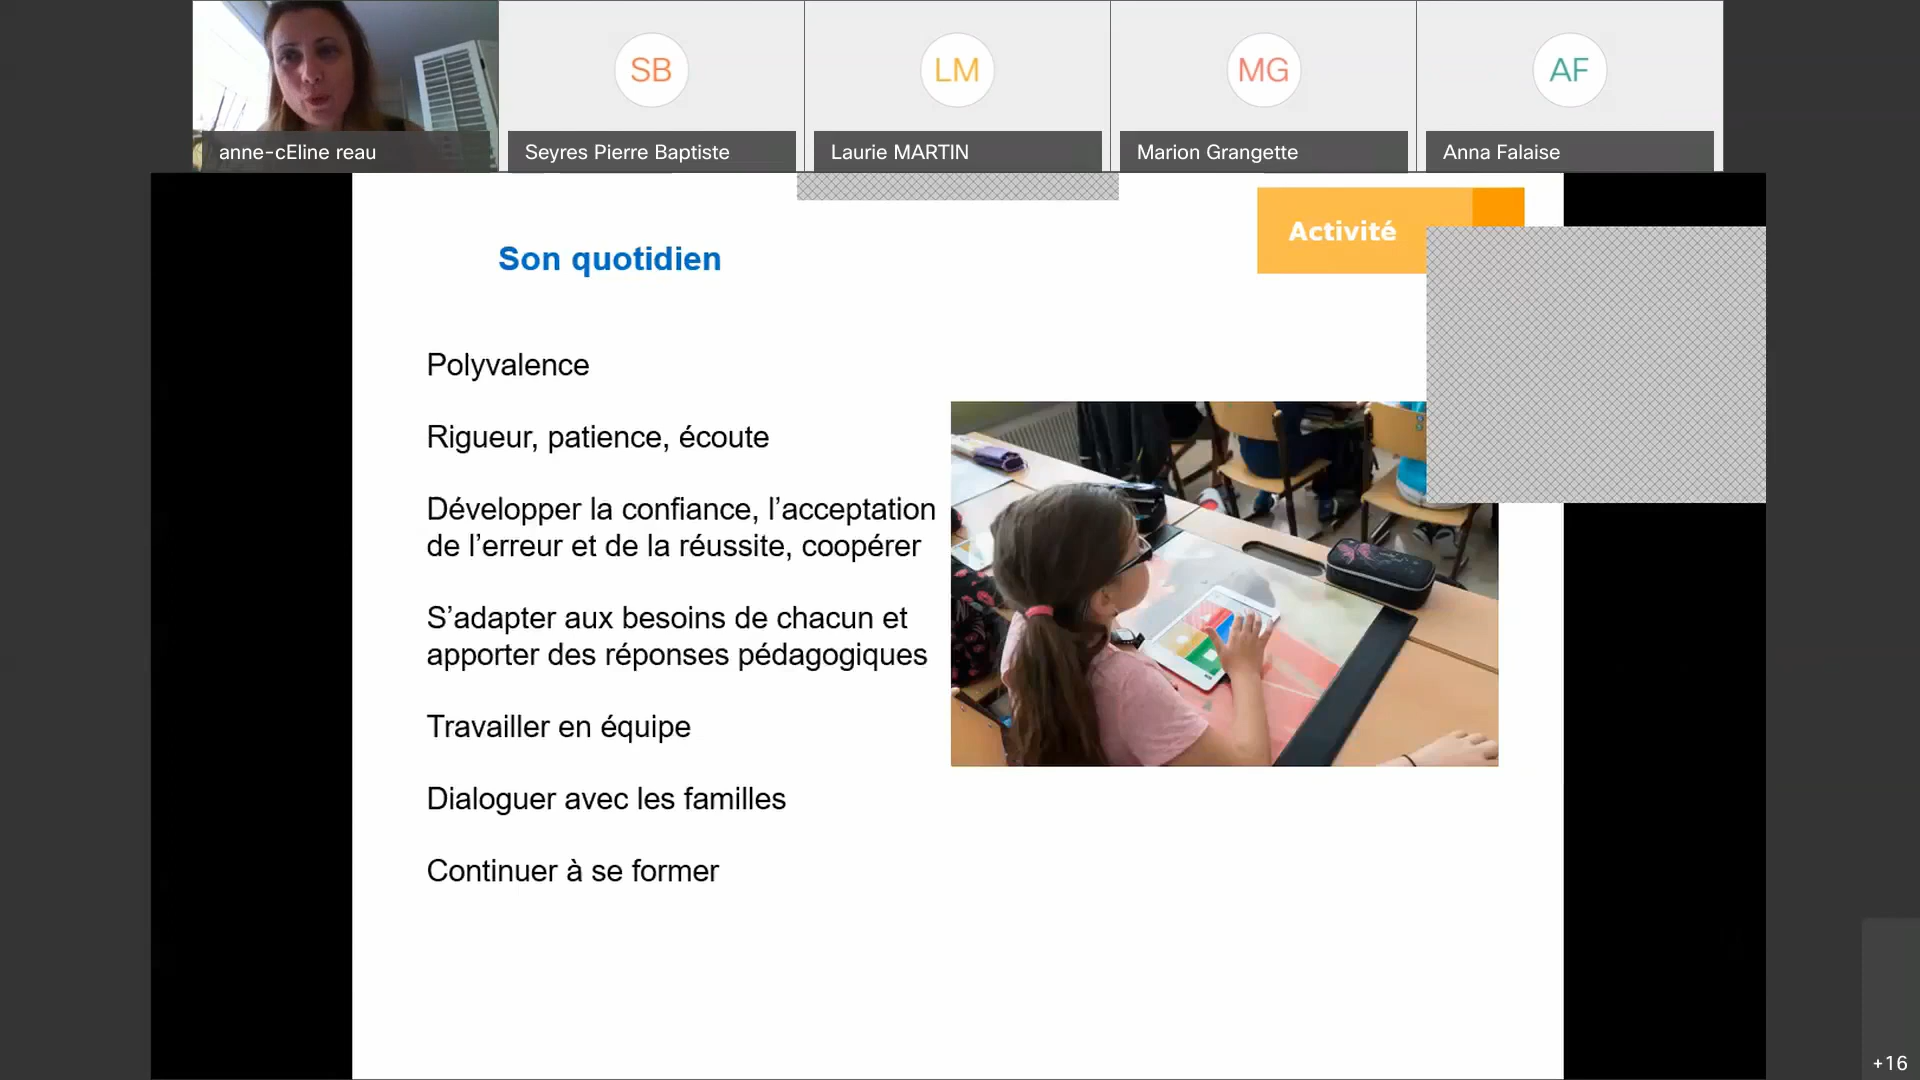 SB
LM
MG
AF
anne-cEline reau
Seyres Pierre Baptiste
Laurie MARTIN
Marion Grangette
Anna Falaise
Activité
Son quotidien
Polyvalence
Rigueur, patience, écoute
Développer la confiance, l’acceptation
de l’erreur et de la réussite, coopérer
S’adapter aux besoins de chacun et
apporter des réponses pédagogiques
Travailler en équipe
Dialoguer avec les familles
Continuer à se former
+16